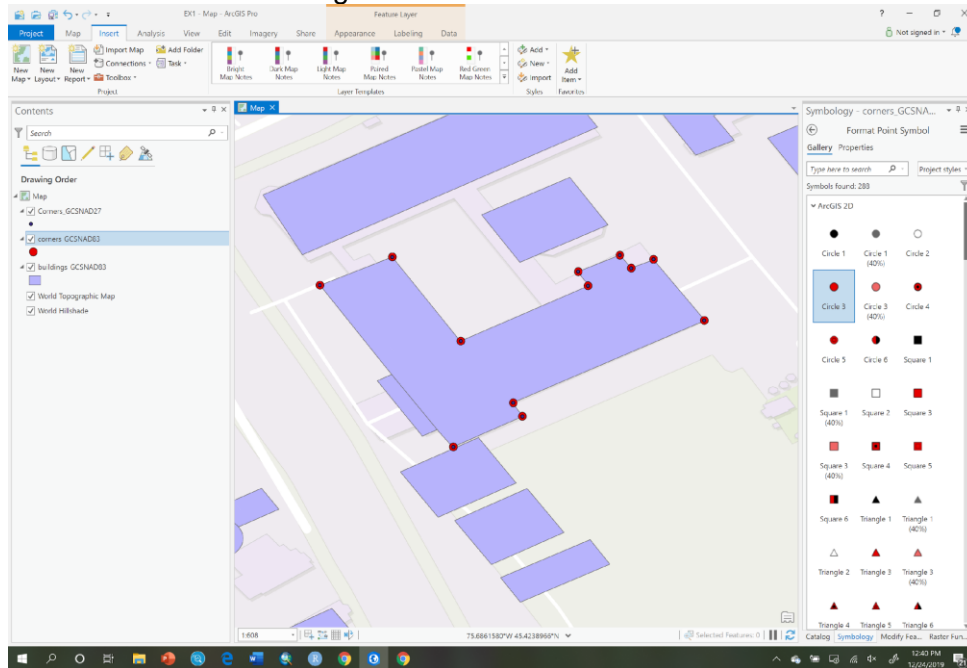 EX1 - Map - ArcGIS Pro
Feature Layer
Not signed in
Project Map Insert Analysis View Edit Imagery Share Appearance Labeling Data
New Map
New Layout
New Report
Import Map
Connections
Toolbox
Add Folder
Task
Project
Bright Map Notes
Dark Map Notes
Light Map Notes
Paired Map Notes
Pastel Map Notes
Red Green Map Notes
Layer Templates
Add
New
Import
Styles
Add Item
Favorites
Contents
Search
Drawing Order
Map
Corners_GCSNAD27
corners GCSNAD83
buildings GCSNAD83
World Topographic Map
World Hillshade
Map
1:608
75.6861580°W 45.4238966°N
Selected Features: 0
Symbology - corners_GCSNA...
Format Point Symbol
Gallery Properties
Type here to search
Project styles
Symbols found: 288
ArcGIS 2D
Circle 1 Circle 1 (40%) Circle 2
Circle 3 Circle 3 (40%) Circle 4
Circle 5 Circle 6 Square 1
Square 1 (40%) Square 2 Square 3
Square 3 (40%) Square 4 Square 5
Square 6 Triangle 1 Triangle 1 (40%)
Triangle 2 Triangle 3 Triangle 3 (40%)
Triangle 4 Triangle 5 Triangle 6
Catalog Symbology Modify Fea... Raster Fun...
12:40 PM
12/24/2019